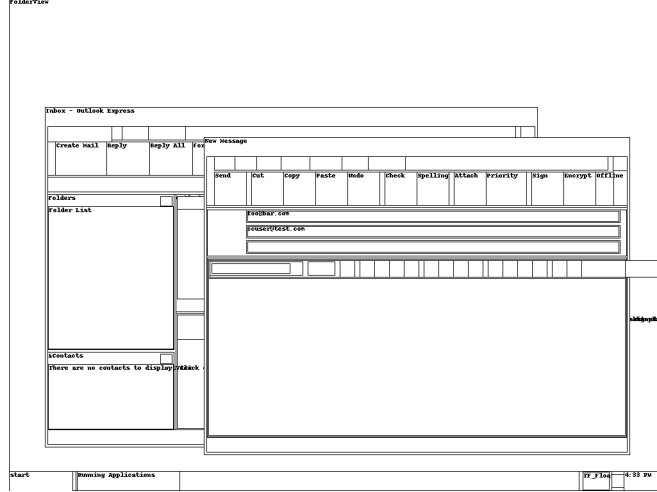 FolderView
Inbox - Outlook Express
New Message
Create Mail Reply Reply All
Send Cut Copy Paste Undo Check Spelling Attach Priority Sign Encrypt Offline
Folders
Folder List
foo@bar.com
ccuser@test.com
&Contacts
There are no contacts to display.
start
Running Applications
4:33 PM